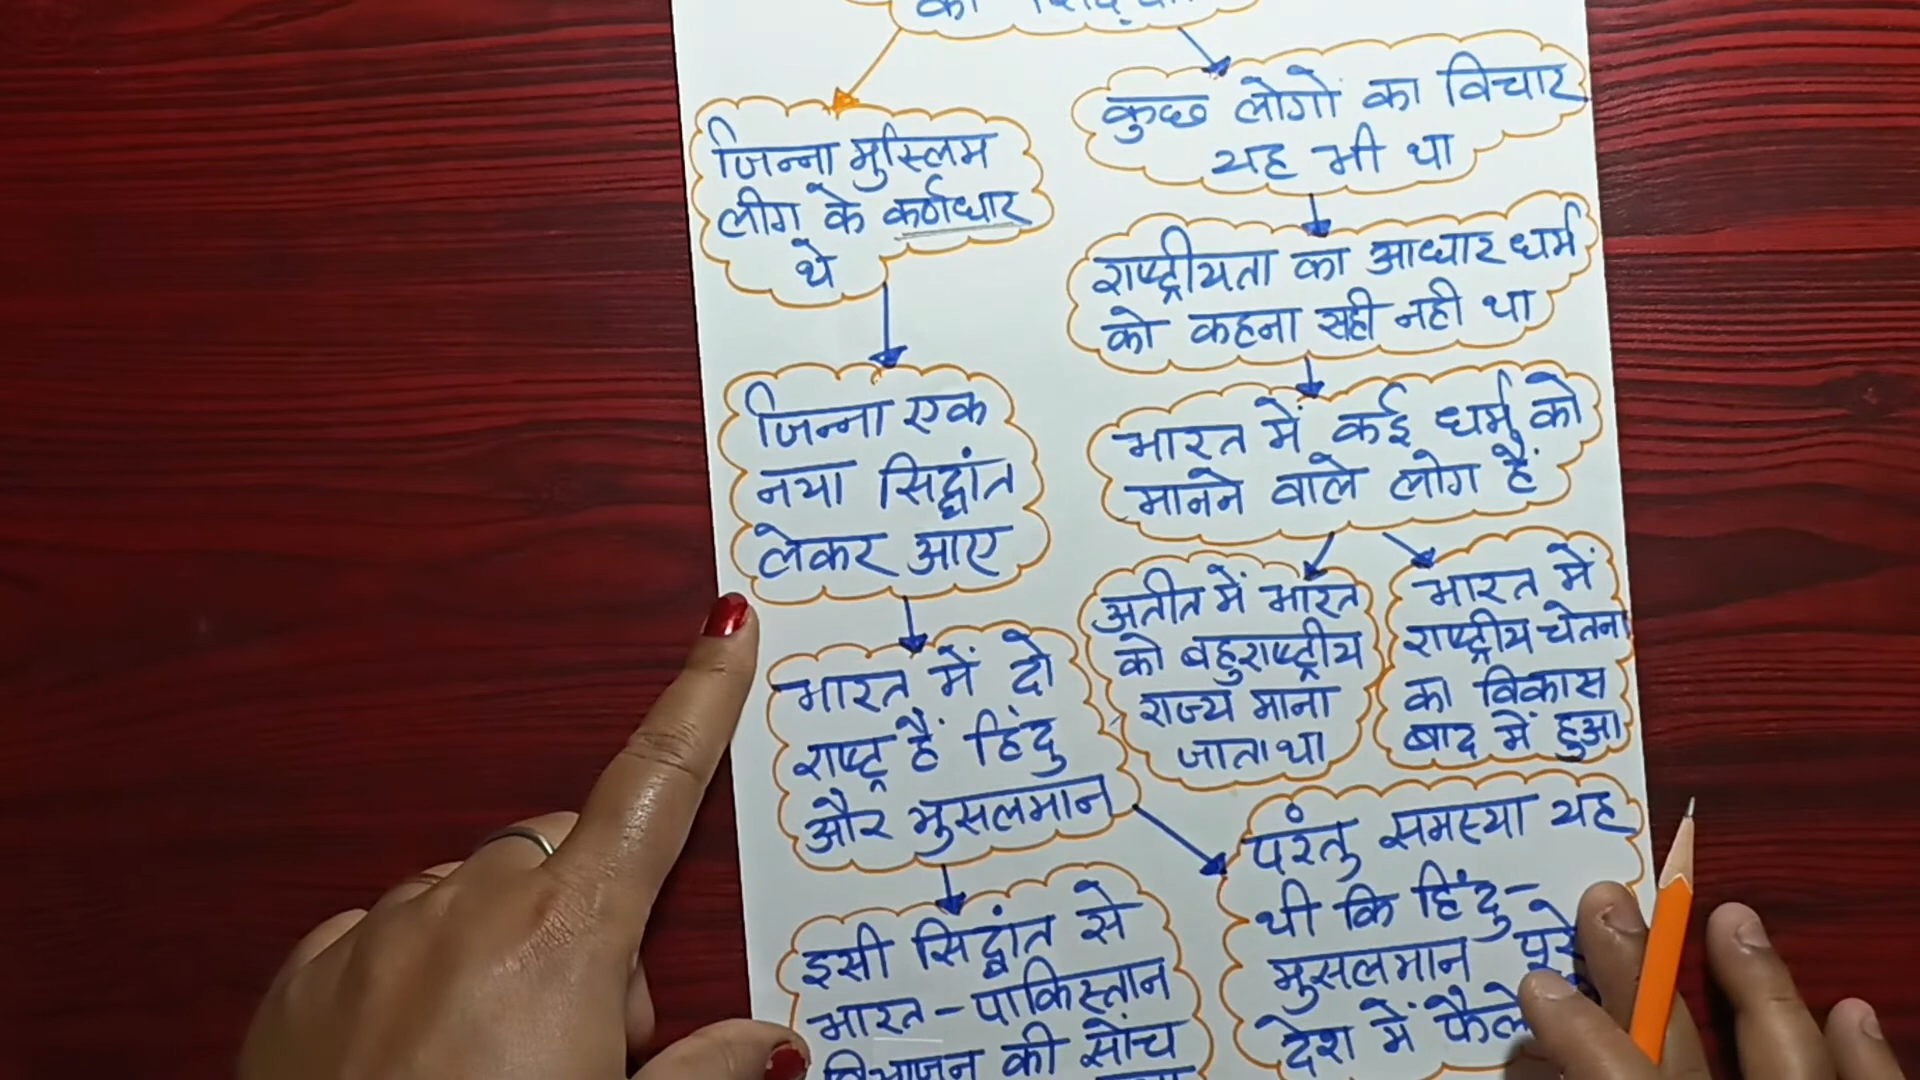 का
जिन्ना मुस्लिम
लीग के कर्णधार
थे
जिन्ना एक
नया सिद्धांत
लेकर आए
भारत में दो
राष्ट्र हैं हिंदु
और मुसलमान
इसी सिद्धांत से
भारत-पाकिस्तान
विभाजन की सोंच
कुछ लोगों का विचार
यह भी था
राष्ट्रीयता का आधार धर्म
को कहना सही नही था
भारत में कई धर्म को
मानने वाले लोग हैं
अतीत में भारत
को बहुराष्ट्रीय
राज्य माना
जाता था
भारत में
राष्ट्रीय चेतना
का विकास
बाद में हुआ
परंतु समस्या यह
थी कि हिंदु-
मुसलमान पूरे
देश में फैले